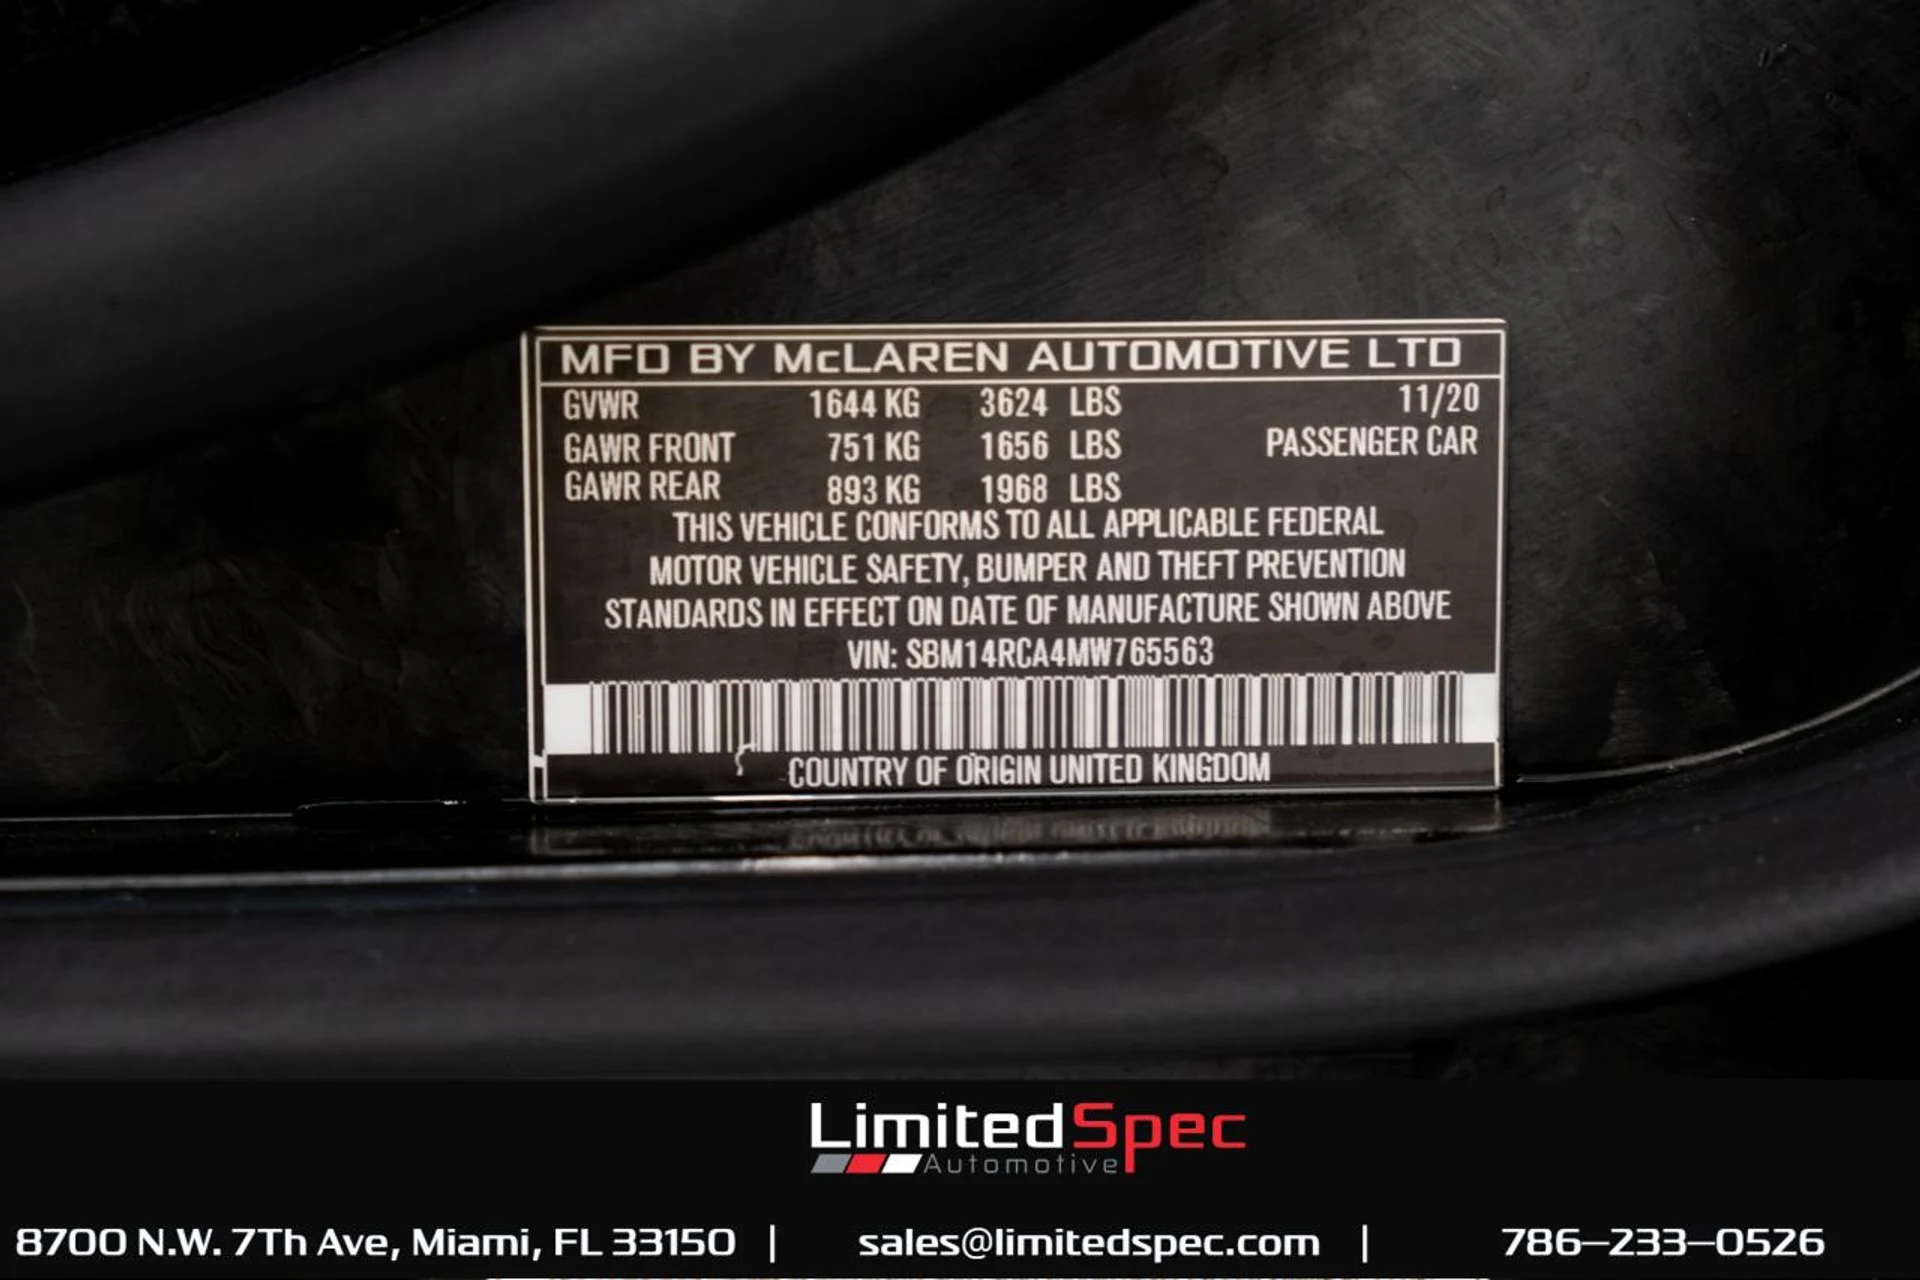 MFD BY McLAREN AUTOMOTIVE LTD
GVWR 1644 KG 3624 LBS 11/20
GAWR FRONT 751 KG 1656 LBS PASSENGER CAR
GAWR REAR 893 KG 1968 LBS
THIS VEHICLE CONFORMS TO ALL APPLICABLE FEDERAL
MOTOR VEHICLE SAFETY, BUMPER AND THEFT PREVENTION
STANDARDS IN EFFECT ON DATE OF MANUFACTURE SHOWN ABOVE
VIN: SBM14RCA4MW765563
COUNTRY OF ORIGIN UNITED KINGDOM
LimitedSpec
Automotive
8700 N.W. 7Th Ave, Miami, FL 33150 | sales@limitedspec.com | 786–233–0526